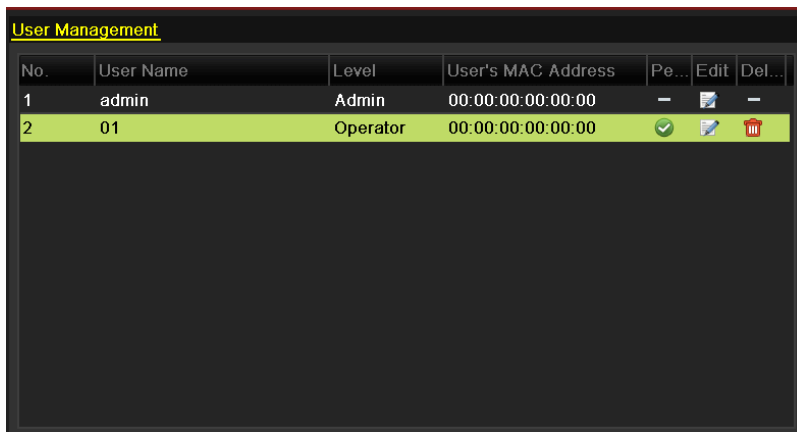 User Management
No. User Name Level User's MAC Address Pe... Edit Del...
1 admin Admin 00:00:00:00:00:00 – –
2 01 Operator 00:00:00:00:00:00